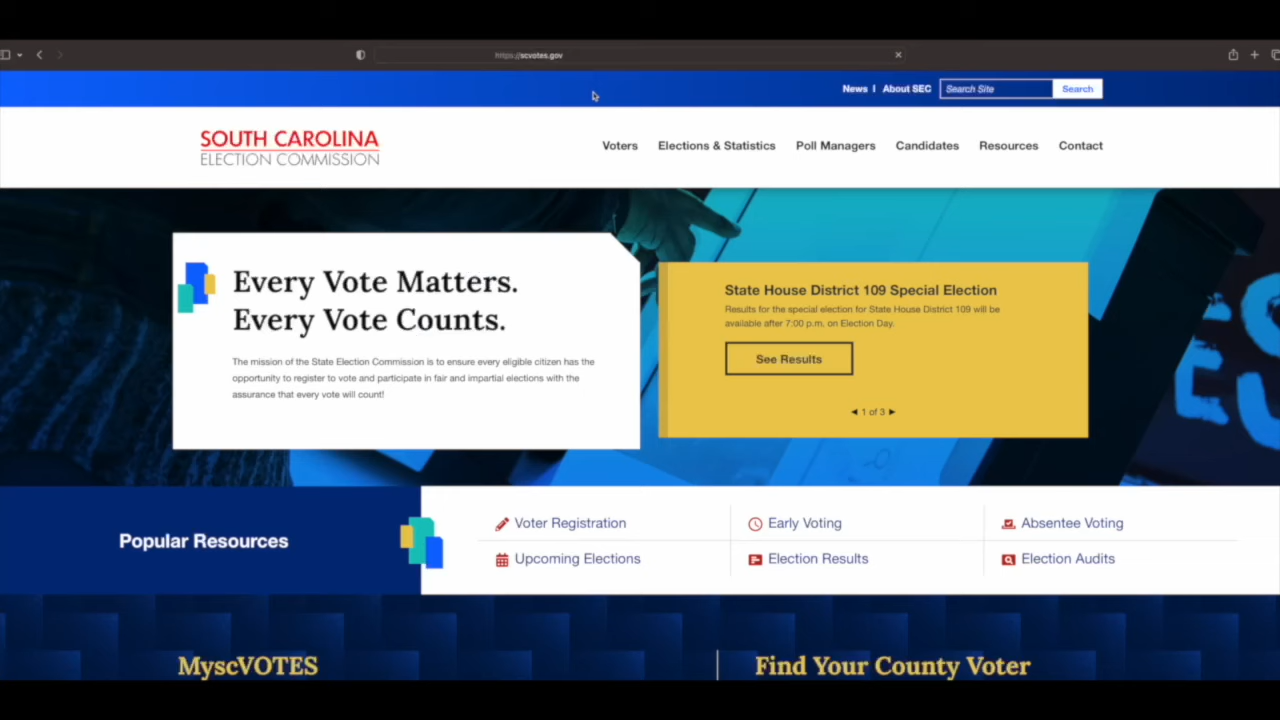 https://scvotes.gov
News | About SEC Search Site Search
SOUTH CAROLINA
ELECTION COMMISSION
Voters Elections & Statistics Poll Managers Candidates Resources Contact
Every Vote Matters.
Every Vote Counts.
The mission of the State Election Commission is to ensure every eligible citizen has the
opportunity to register to vote and participate in fair and impartial elections with the
assurance that every vote will count!
State House District 109 Special Election
Results for the special election for State House District 109 will be
available after 7:00 p.m. on Election Day.
See Results
◀ 1 of 3 ▶
Popular Resources
Voter Registration Early Voting Absentee Voting
Upcoming Elections Election Results Election Audits
MyscVOTES Find Your County Voter